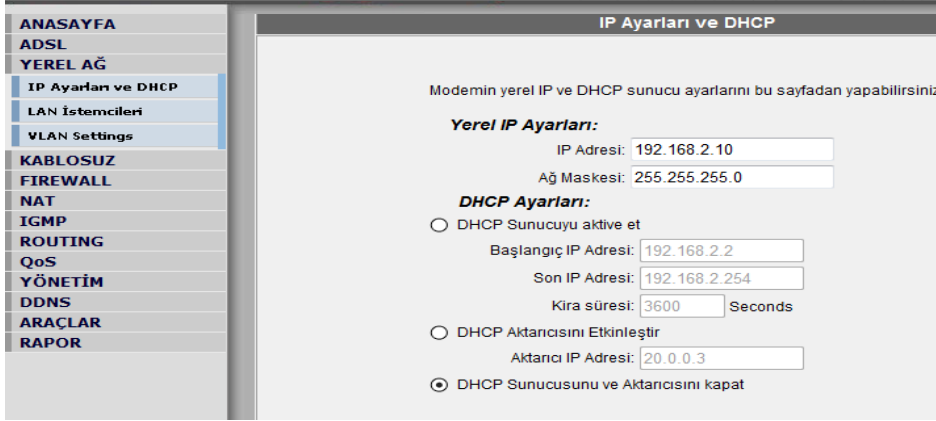 ANASAYFA
ADSL
YEREL AĞ
IP Ayarları ve DHCP
LAN İstemcileri
VLAN Settings
KABLOSUZ
FIREWALL
NAT
IGMP
ROUTING
QoS
YÖNETİM
DDNS
ARAÇLAR
RAPOR
IP Ayarları ve DHCP
Modemin yerel IP ve DHCP sunucu ayarlarını bu sayfadan yapabilirsiniz
Yerel IP Ayarları:
IP Adresi: 192.168.2.10
Ağ Maskesi: 255.255.255.0
DHCP Ayarları:
DHCP Sunucuyu aktive et
Başlangıç IP Adresi: 192.168.2.2
Son IP Adresi: 192.168.2.254
Kira süresi: 3600 Seconds
DHCP Aktarıcısını Etkinleştir
Aktarıcı IP Adresi: 20.0.0.3
DHCP Sunucusunu ve Aktarıcısını kapat